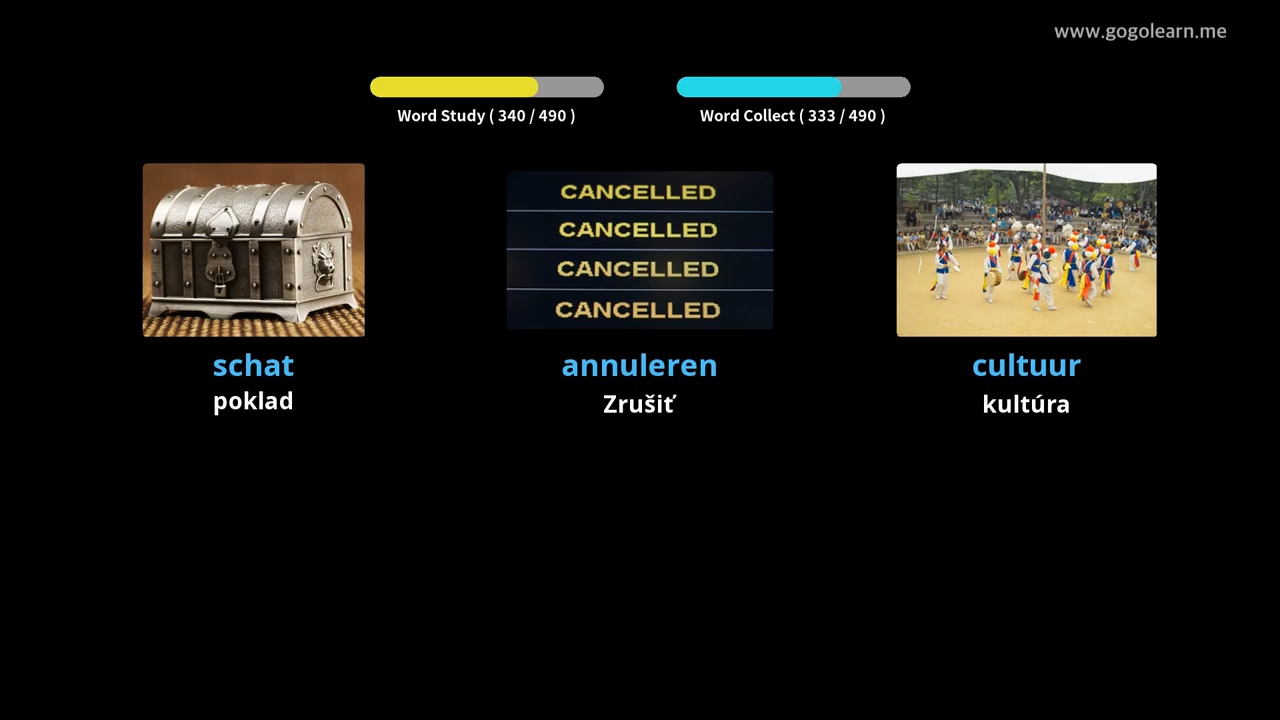 www.gogolearn.me
Word Study ( 340 / 490 )
Word Collect ( 333 / 490 )
CANCELLED
CANCELLED
CANCELLED
CANCELLED
schat
annuleren
cultuur
poklad
Zrušiť
kultúra